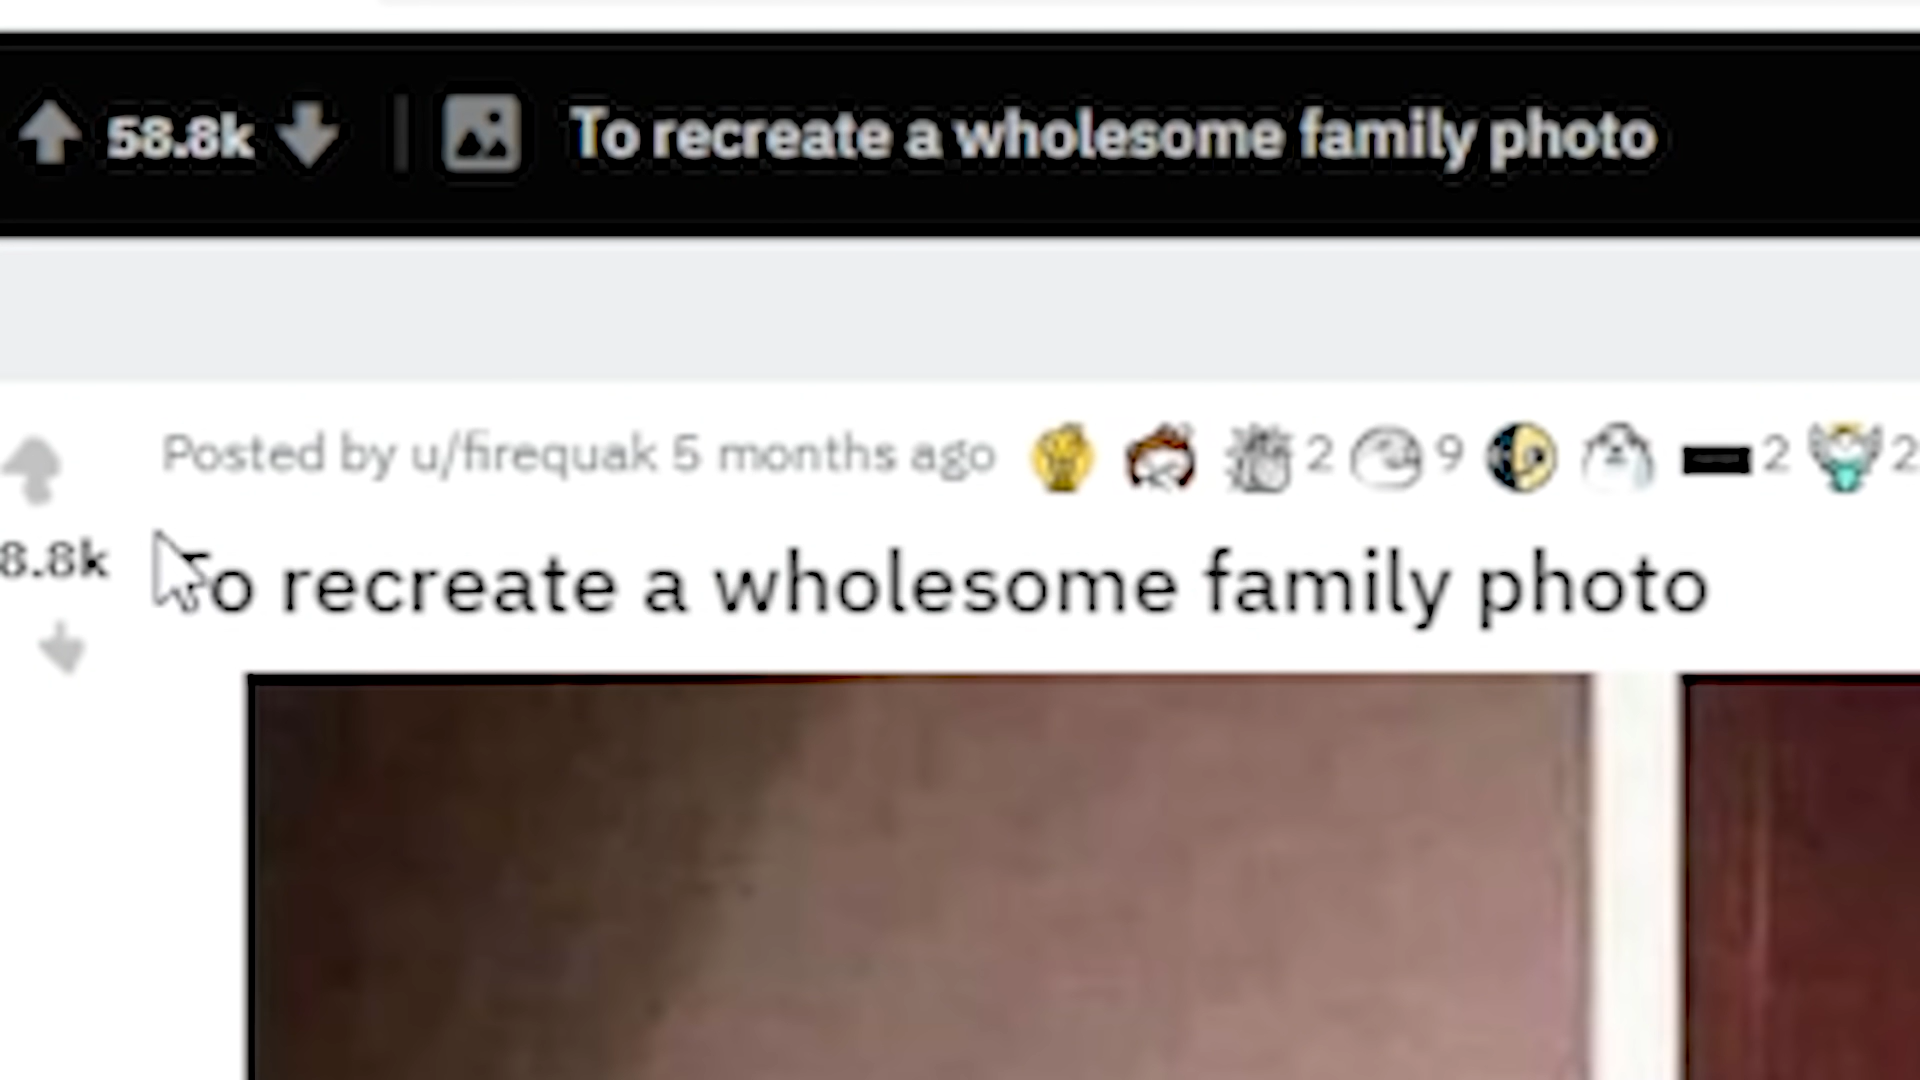 58.8k To recreate a wholesome family photo
Posted by u/firequak 5 months ago 2 9 2 2
8.8k
To recreate a wholesome family photo